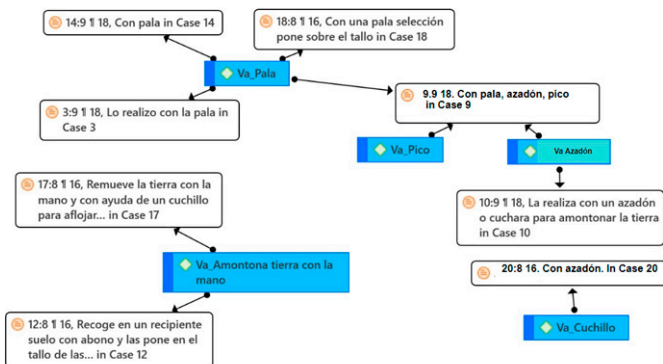 14:9 ¶ 18, Con pala in Case 14
18:8 ¶ 16, Con una pala selección
pone sobre el tallo in Case 18
Va_Pala
3:9 ¶ 18, Lo realizo con la pala in
Case 3
9.9 18. Con pala, azadón, pico
in Case 9
Va_Pico
Va Azadón
17:8 ¶ 16, Remueve la tierra con la
mano y con ayuda de un cuchillo
para aflojar... in Case 17
10:9 ¶ 18, La realiza con un azadón
o cuchara para amontonar la tierra
in Case 10
Va_Amontona tierra con la
mano
20:8 16. Con azadón. In Case 20
12:8 ¶ 16, Recoge en un recipiente
suelo con abono y las pone en el
tallo de las... in Case 12
Va_Cuchillo